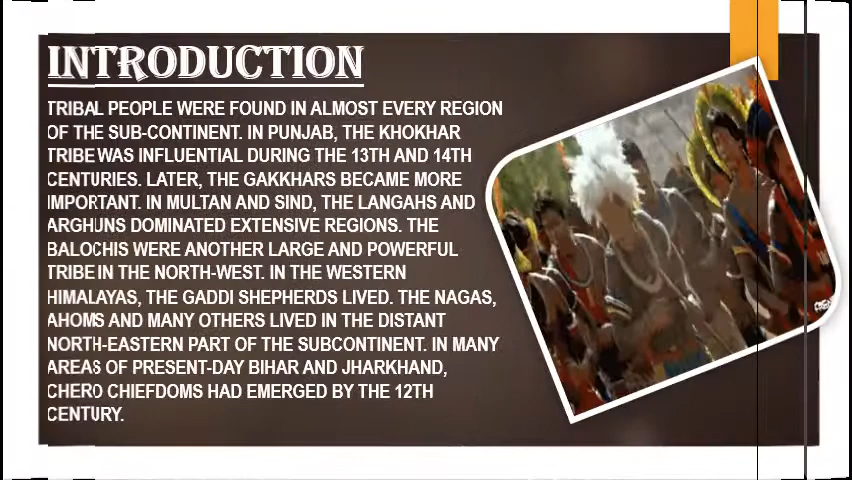 INTRODUCTION
TRIBAL PEOPLE WERE FOUND IN ALMOST EVERY REGION
OF THE SUB-CONTINENT. IN PUNJAB, THE KHOKHAR
TRIBE WAS INFLUENTIAL DURING THE 13TH AND 14TH
CENTURIES. LATER, THE GAKKHARS BECAME MORE
IMPORTANT. IN MULTAN AND SIND, THE LANGAHS AND
ARGHUNS DOMINATED EXTENSIVE REGIONS. THE
BALOCHIS WERE ANOTHER LARGE AND POWERFUL
TRIBE IN THE NORTH-WEST. IN THE WESTERN
HIMALAYAS, THE GADDI SHEPHERDS LIVED. THE NAGAS,
AHOMS AND MANY OTHERS LIVED IN THE DISTANT
NORTH-EASTERN PART OF THE SUBCONTINENT. IN MANY
AREAS OF PRESENT-DAY BIHAR AND JHARKHAND,
CHERO CHIEFDOMS HAD EMERGED BY THE 12TH
CENTURY.